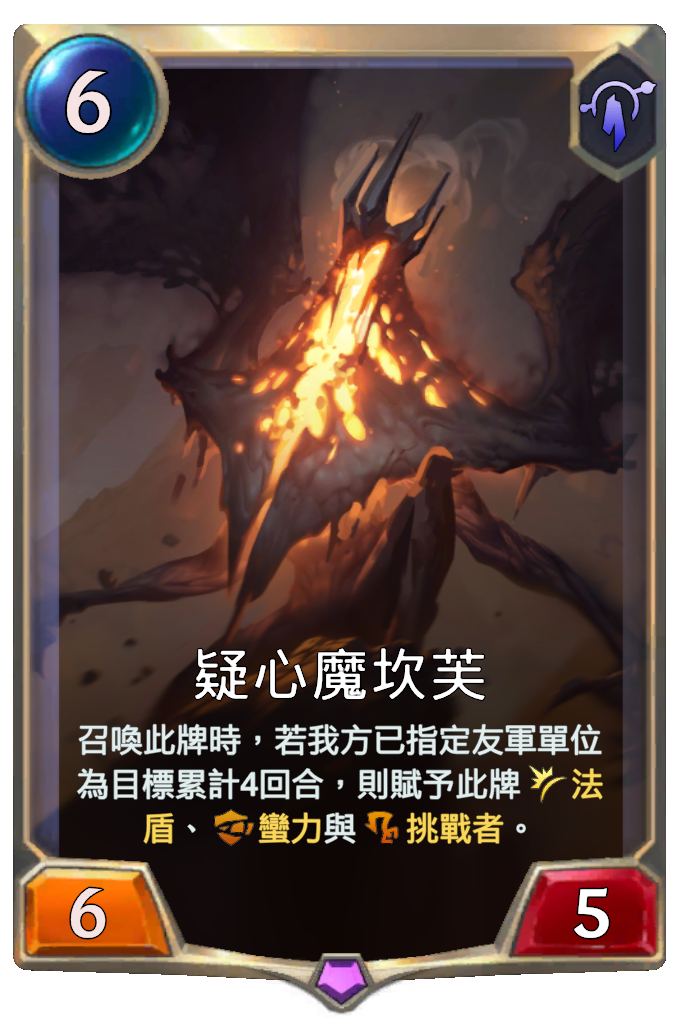 6
疑心魔坎芙
召喚此牌時，若我方已指定友軍單位
為目標累計4回合，則賦予此牌 法
盾、蠻力與 挑戰者。
6
5